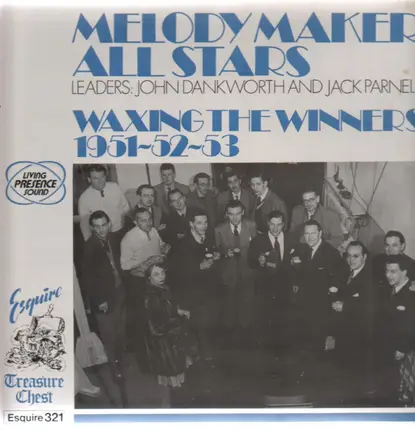 MELODY MAKER
ALL STARS
LEADERS: JOHN DANKWORTH AND JACK PARNEL
WAXING THE WINNERS
1951~52~53
LIVING
PRESENCE
SOUND
Esquire
Treasure
Chest
Esquire 321